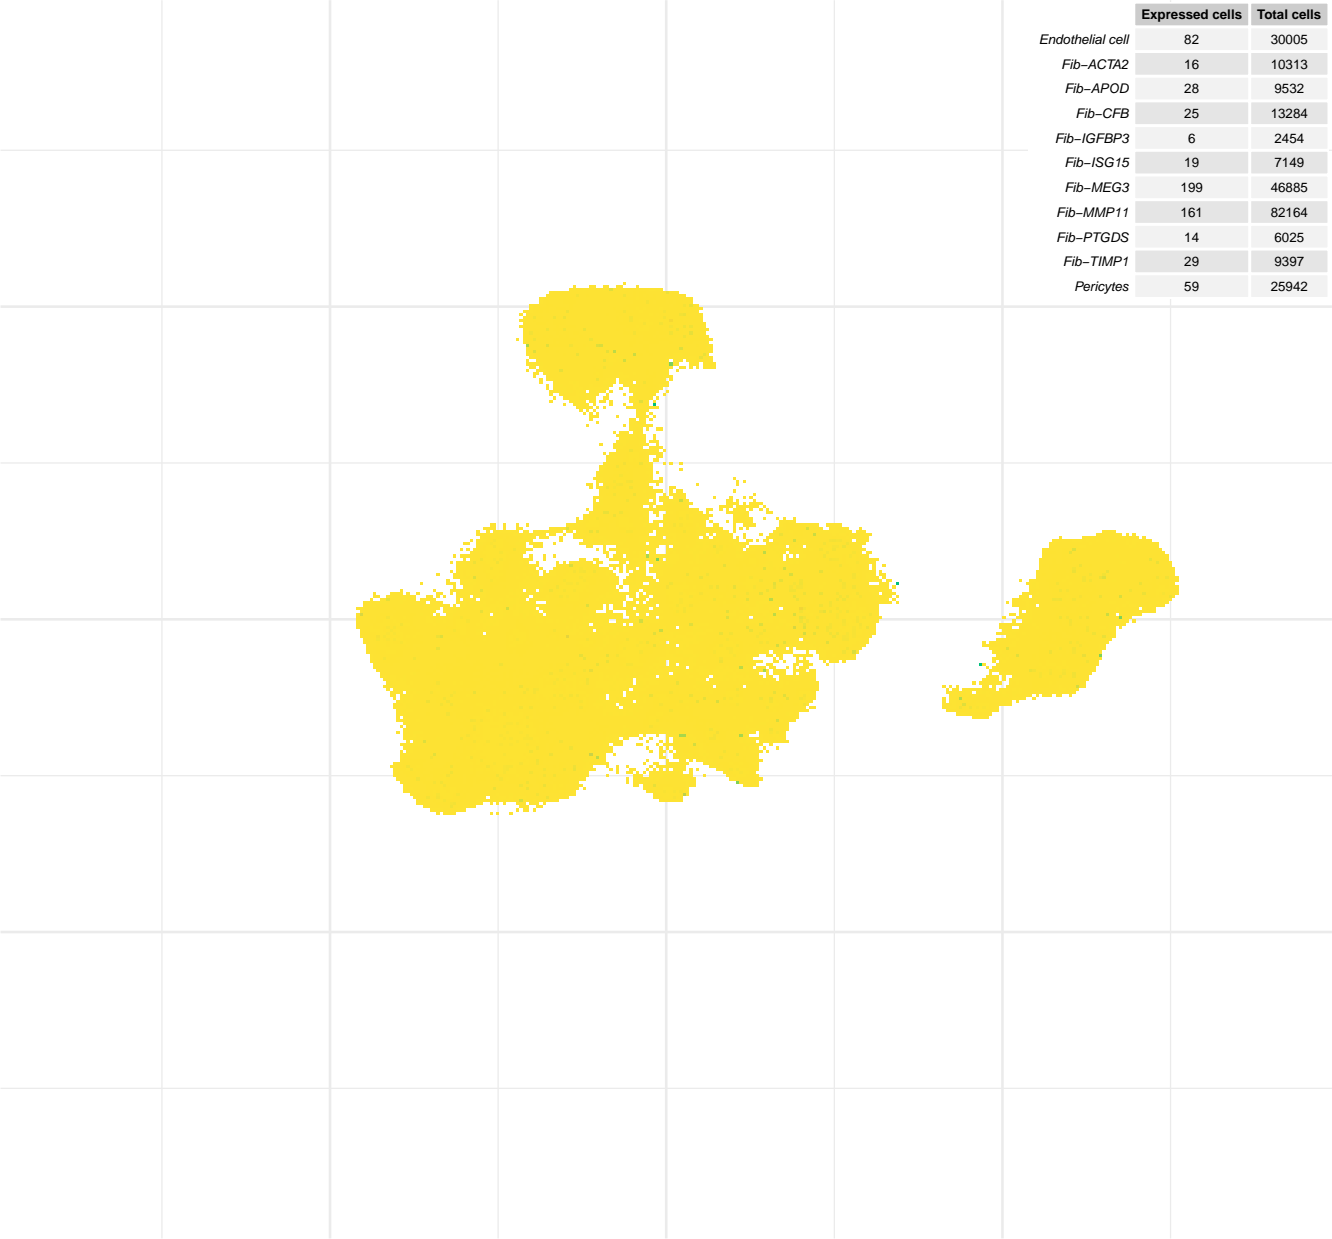 Expressed cells Total cells
Endothelial cell 82 30005
Fib−ACTA2 16 10313
Fib−APOD 28 9532
Fib−CFB 25 13284
Fib−IGFBP3 6 2454
Fib−ISG15 19 7149
Fib−MEG3 199 46885
Fib−MMP11 161 82164
Fib−PTGDS 14 6025
Fib−TIMP1 29 9397
Pericytes 59 25942